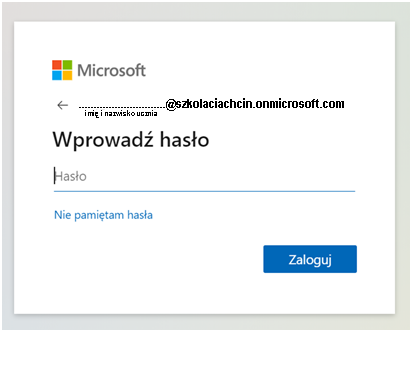 Microsoft
← ........................@szkolaciachcin.onmicrosoft.com
imię i nazwisko ucznia
Wprowadź hasło
Hasło
Nie pamiętam hasła
Zaloguj